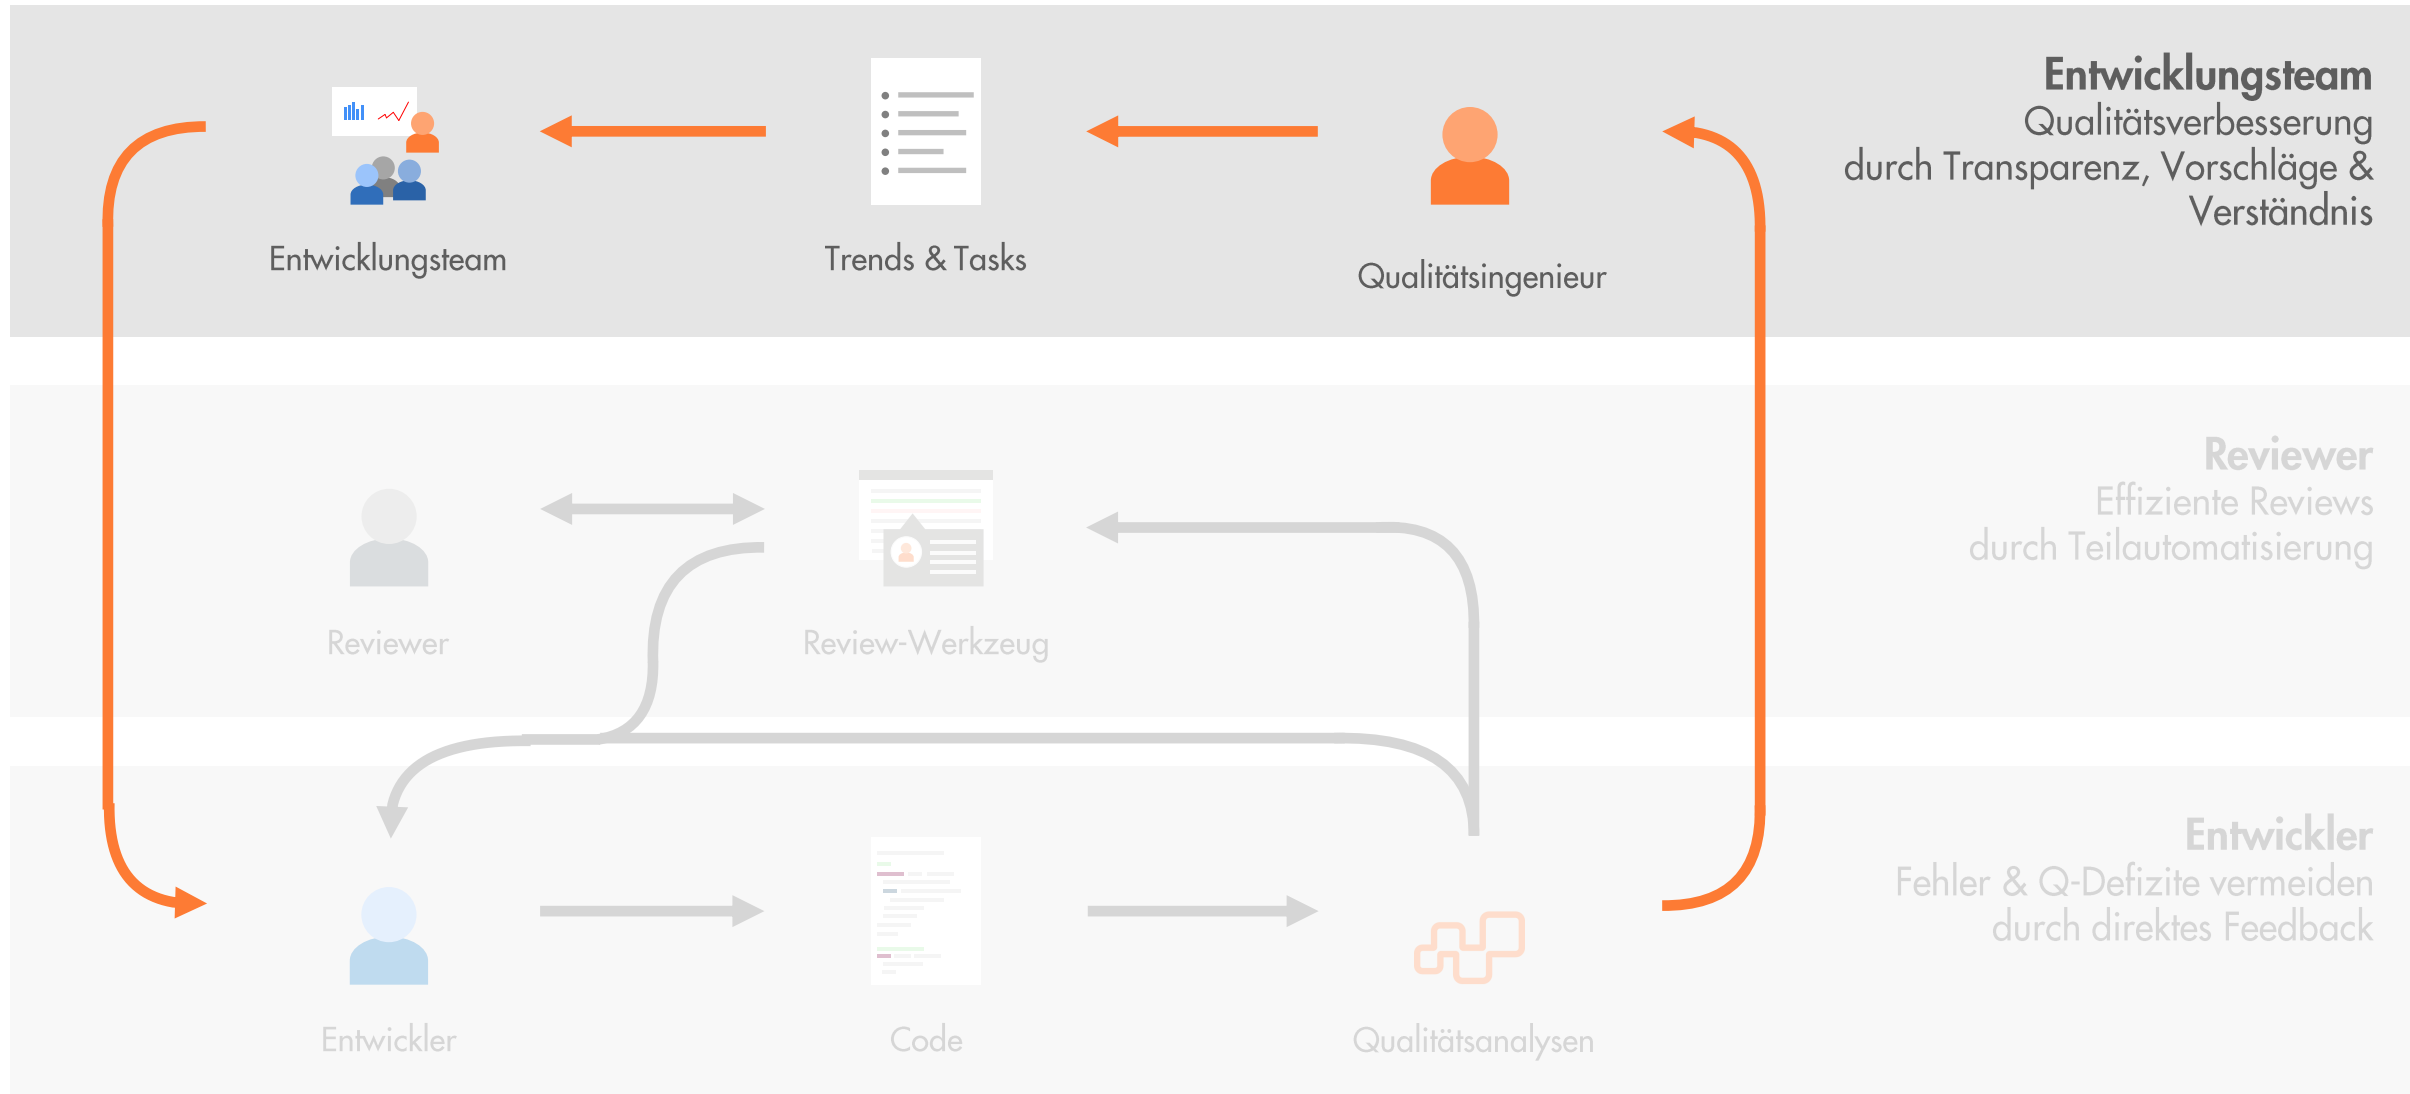 Entwicklungsteam
Qualitätsverbesserung
durch Transparenz, Vorschläge &
Verständnis
Entwicklungsteam
Trends & Tasks
Qualitätsingenieur
Reviewer
Effiziente Reviews
durch Teilautomatisierung
Reviewer
Review-Werkzeug
Entwickler
Fehler & Q-Defizite vermeiden
durch direktes Feedback
Entwickler
Code
Qualitätsanalysen